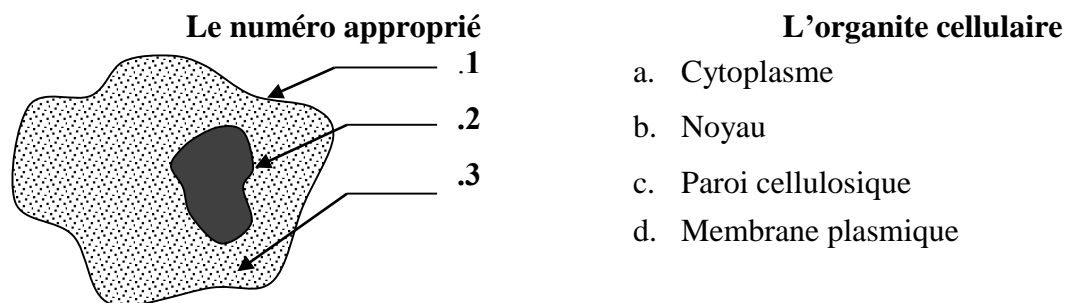 Le numéro approprié
L’organite cellulaire
.1
.2
.3
a. Cytoplasme
b. Noyau
c. Paroi cellulosique
d. Membrane plasmique